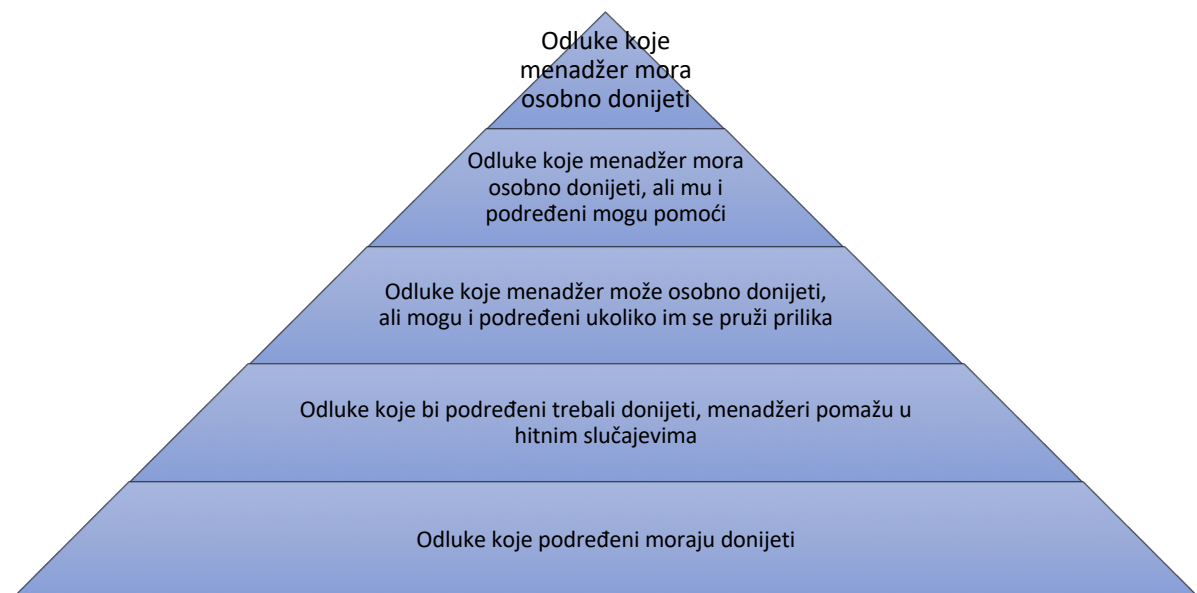 Odluke koje
menadžer mora
osobno donijeti
Odluke koje menadžer mora
osobno donijeti, ali mu i
podređeni mogu pomoći
Odluke koje menadžer može osobno donijeti,
ali mogu i podređeni ukoliko im se pruži prilika
Odluke koje bi podređeni trebali donijeti, menadžeri pomažu u
hitnim slučajevima
Odluke koje podređeni moraju donijeti